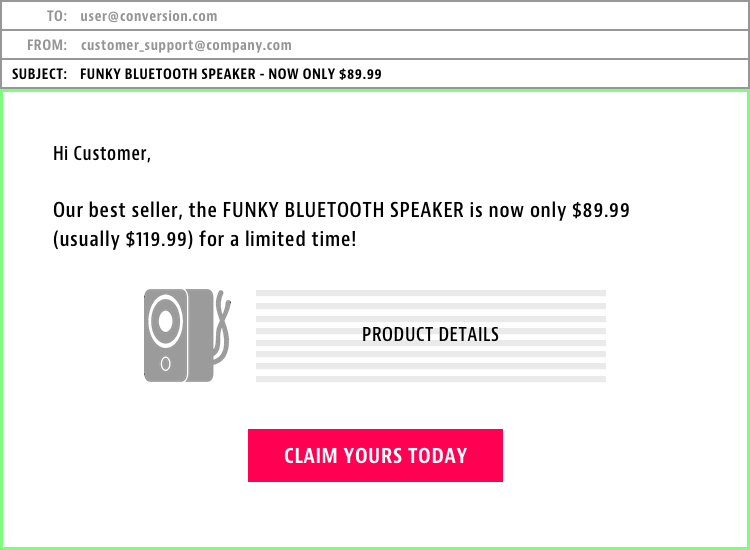 TO: user@conversion.com
FROM: customer_support@company.com
SUBJECT: FUNKY BLUETOOTH SPEAKER - NOW ONLY $89.99
Hi Customer,
Our best seller, the FUNKY BLUETOOTH SPEAKER is now only $89.99
(usually $119.99) for a limited time!
PRODUCT DETAILS
CLAIM YOURS TODAY